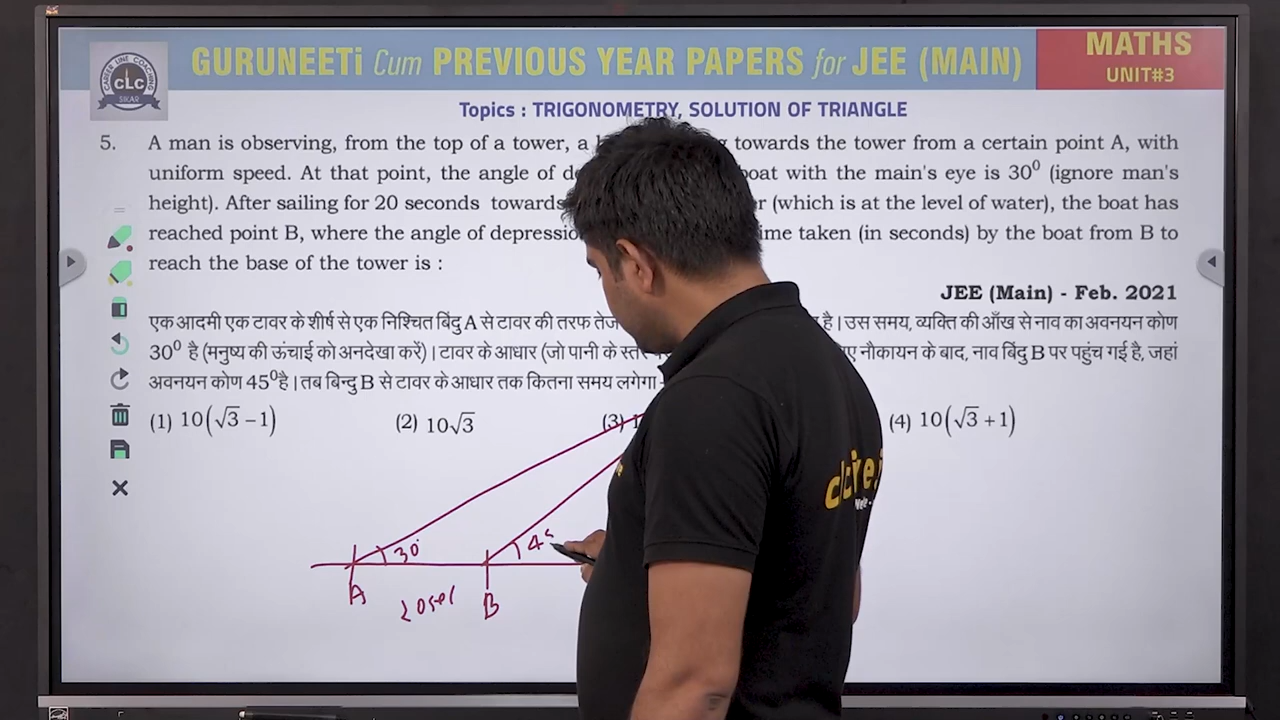 GURUNEETi Cum PREVIOUS YEAR PAPERS for JEE (MAIN)
MATHS
UNIT#3
CAREER LINE COACHING
CLC
SIKAR
Topics : TRIGONOMETRY, SOLUTION OF TRIANGLE
5. A man is observing, from the top of a tower, a towards the tower from a certain point A, with
uniform speed. At that point, the angle of boat with the main's eye is 30⁰ (ignore man's
height). After sailing for 20 seconds towards (which is at the level of water), the boat has
reached point B, where the angle of taken (in seconds) by the boat from B to
reach the base of the tower is :
JEE (Main) - Feb. 2021
एक आदमी एक टावर के शीर्ष से एक निश्चित बिंदु A से टावर की तरफ है। उस समय, व्यक्ति की आँख से नाव का अवनयन कोण
30⁰ है (मनुष्य की ऊंचाई को अनदेखा करें)। टावर के आधार (जो पानी के नौकायन के बाद, नाव बिंदु B पर पहुंच गई है, जहां
अवनयन कोण 45⁰है। तब बिन्दु B से टावर के आधार तक कितना समय लगेगा
(1) 10(√3 – 1) (2) 10√3 (3) (4) 10(√3 + 1)
30°
A
20sec
B